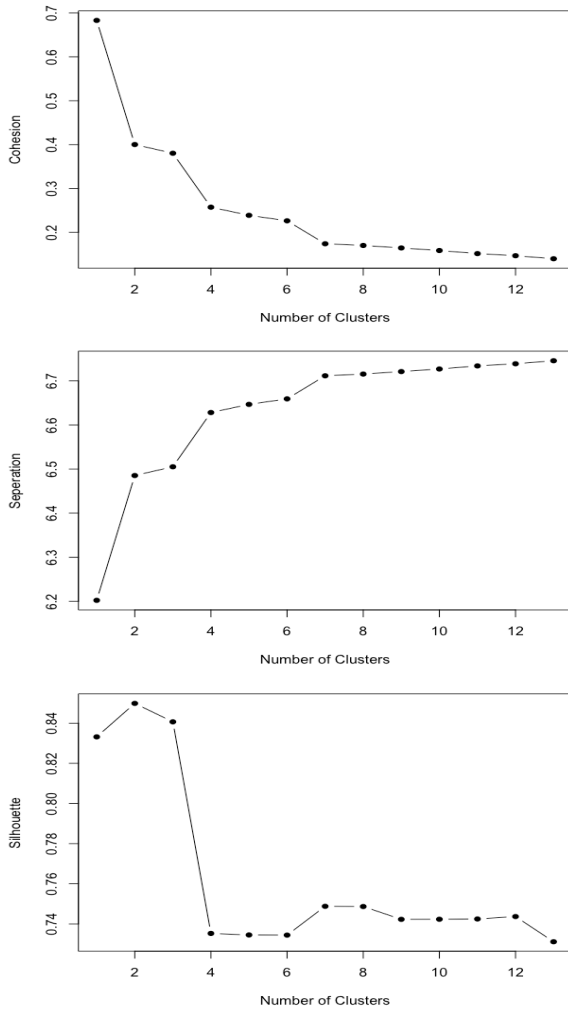 0.7
0.6
0.5
0.4
0.3
0.2
Cohesion
2 4 6 8 10 12
Number of Clusters
6.7
6.6
6.5
6.4
6.3
6.2
Seperation
2 4 6 8 10 12
Number of Clusters
0.84
0.82
0.80
0.78
0.76
0.74
Silhouette
2 4 6 8 10 12
Number of Clusters